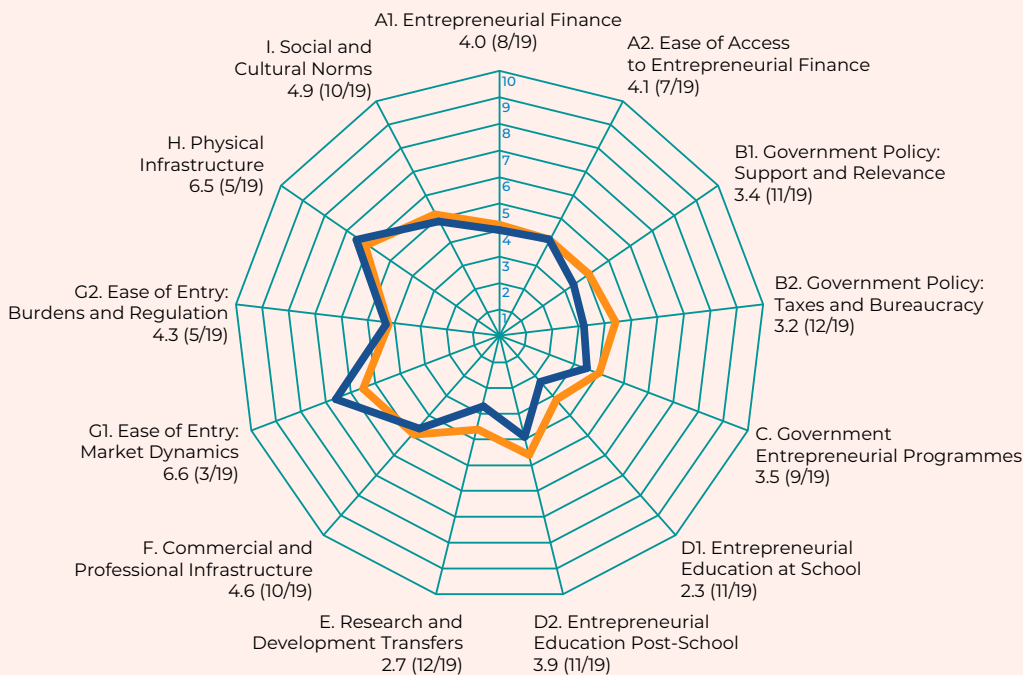 A1. Entrepreneurial Finance
4.0 (8/19)
A2. Ease of Access
to Entrepreneurial Finance
4.1 (7/19)
B1. Government Policy:
Support and Relevance
3.4 (11/19)
B2. Government Policy:
Taxes and Bureaucracy
3.2 (12/19)
C. Government
Entrepreneurial Programmes
3.5 (9/19)
D1. Entrepreneurial
Education at School
2.3 (11/19)
D2. Entrepreneurial
Education Post-School
3.9 (11/19)
E. Research and
Development Transfers
2.7 (12/19)
F. Commercial and
Professional Infrastructure
4.6 (10/19)
G1. Ease of Entry:
Market Dynamics
6.6 (3/19)
G2. Ease of Entry:
Burdens and Regulation
4.3 (5/19)
H. Physical
Infrastructure
6.5 (5/19)
I. Social and
Cultural Norms
4.9 (10/19)
10
9
8
7
6
5
4
3
2
1